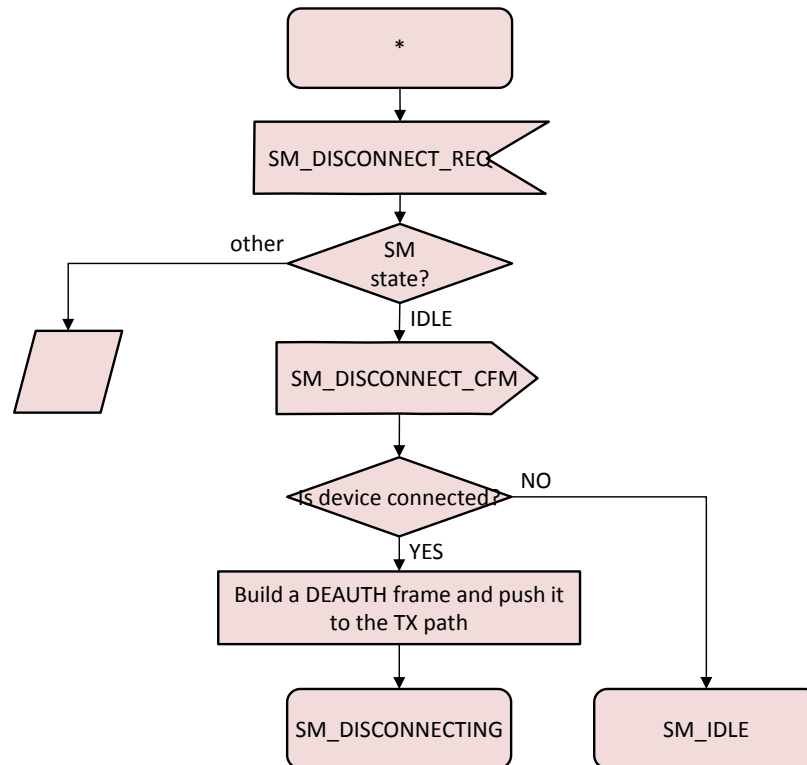 *
SM_DISCONNECT_REQ
other
SM
state?
IDLE
SM_DISCONNECT_CFM
Is device connected?
NO
YES
Build a DEAUTH frame and push it
to the TX path
SM_DISCONNECTING
SM_IDLE